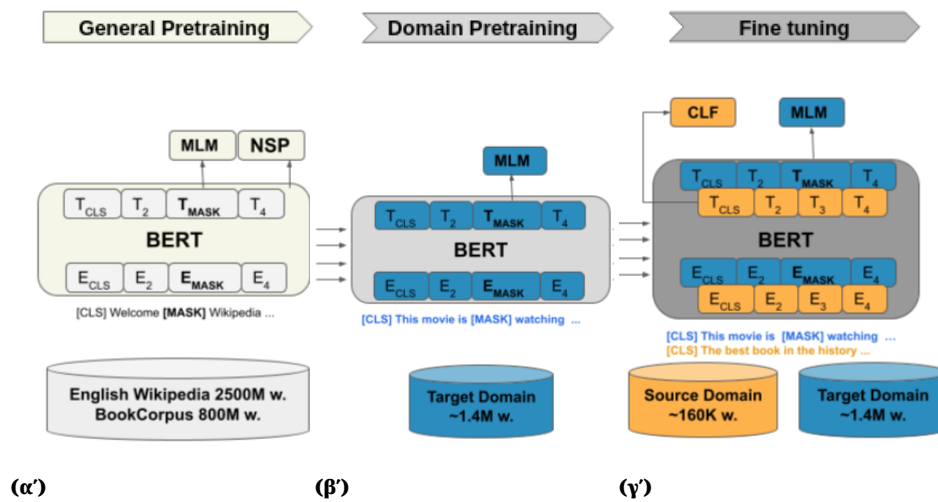 General Pretraining
Domain Pretraining
Fine tuning
MLM
NSP
T_CLS T_2 T_MASK T_4
BERT
E_CLS E_2 E_MASK E_4
[CLS] Welcome [MASK] Wikipedia ...
English Wikipedia 2500M w.
BookCorpus 800M w.
MLM
T_CLS T_2 T_MASK T_4
BERT
E_CLS E_2 E_MASK E_4
[CLS] This movie is [MASK] watching ...
Target Domain
~1.4M w.
CLF
MLM
T_CLS T_2 T_MASK T_4
T_CLS T_2 T_3 T_4
BERT
E_CLS E_2 E_MASK E_4
E_CLS E_2 E_3 E_4
[CLS] This movie is [MASK] watching ...
[CLS] The best book in the history ...
Source Domain
~160K w.
Target Domain
~1.4M w.
(α')
(β')
(γ')